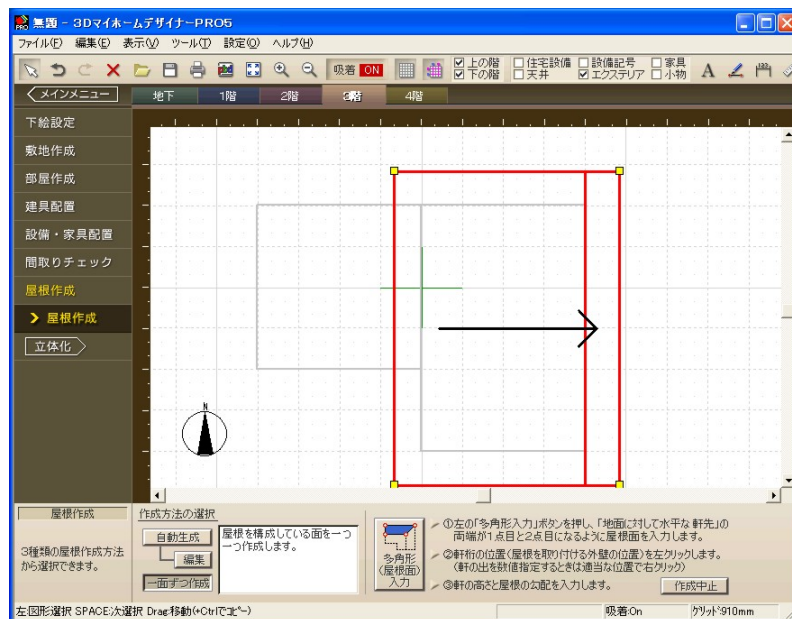 無題 - 3DマイホームデザイナーPRO5
ファイル(F) 編集(E) 表示(V) ツール(T) 設定(O) ヘルプ(H)
吸着 ON 上の階 住宅設備 設備記号 家具
下の階 天井 エクステリア 小物 A
メインメニュー 地下 1階 2階 3階 4階
下絵設定
敷地作成
部屋作成
建具配置
設備・家具配置
間取りチェック
屋根作成
屋根作成
立体化
N
屋根作成 作成方法の選択
3種類の屋根作成方法
から選択できます。
自動生成
編集
一面ずつ作成
屋根を構成している面を一つ
一つ作成します。
多角形
(屋根面)
入力
①左の「多角形入力」ボタンを押し、「地面に対して水平な 軒先」の
両端が1点目と2点目になるように屋根面を入力します。
②軒桁の位置(屋根を取り付ける外壁の位置)を左クリックします。
(軒の出を数値指定するときは適当な位置で右クリック)
③軒の高さと屋根の勾配を入力します。 作成中止
左:図形選択 SPACE:次選択 Drag:移動(+Ctrlでコピー) 吸着:On グリッド:910mm